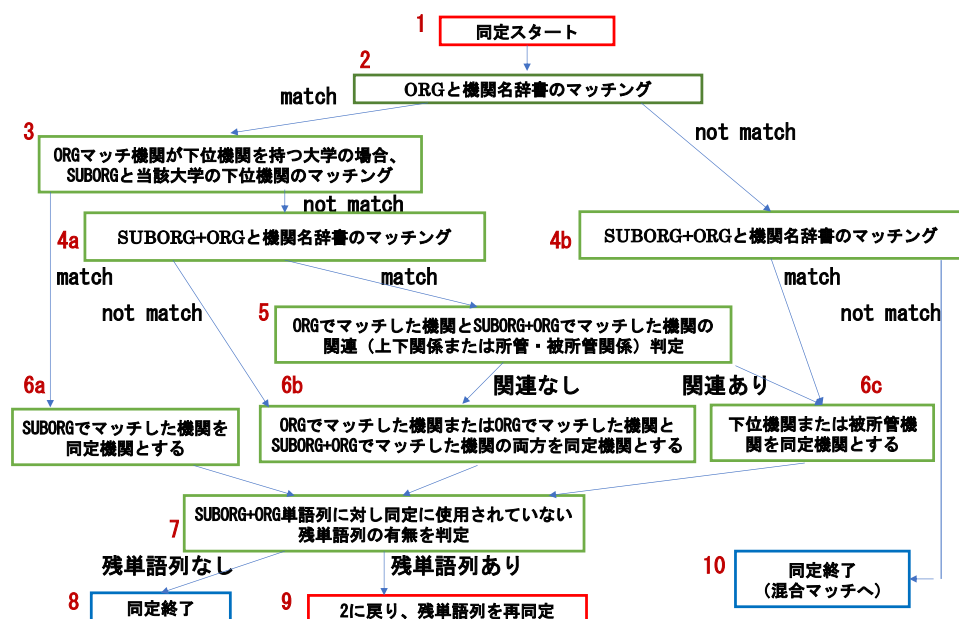 1
同定スタート
2
ORGと機関名辞書のマッチング
match
not match
3
ORGマッチ機関が下位機関を持つ大学の場合、
SUBORGと当該大学の下位機関のマッチング
not match
4a
SUBORG+ORGと機関名辞書のマッチング
4b
SUBORG+ORGと機関名辞書のマッチング
match
match
match
not match
not match
5
ORGでマッチした機関とSUBORG+ORGでマッチした機関の
関連（上下関係または所管・被所管関係）判定
6a
6b
関連なし
関連あり
6c
SUBORGでマッチした機関を
同定機関とする
ORGでマッチした機関またはORGでマッチした機関と
SUBORG+ORGでマッチした機関の両方を同定機関とする
下位機関または被所管機
関を同定機関とする
7
SUBORG+ORG単語列に対し同定に使用されていない
残単語列の有無を判定
残単語列なし
残単語列あり
8
同定終了
9
2に戻り、残単語列を再同定
10
同定終了
（混合マッチへ）